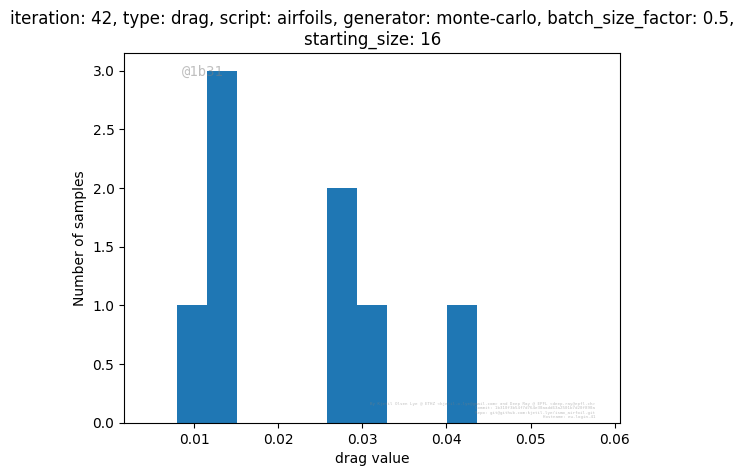 iteration: 42, type: drag, script: airfoils, generator: monte-carlo, batch_size_factor: 0.5,
starting_size: 16
@1b31
3.0
2.5
2.0
1.5
1.0
0.5
0.0
Number of samples
0.01
0.02
0.03
0.04
0.05
0.06
drag value